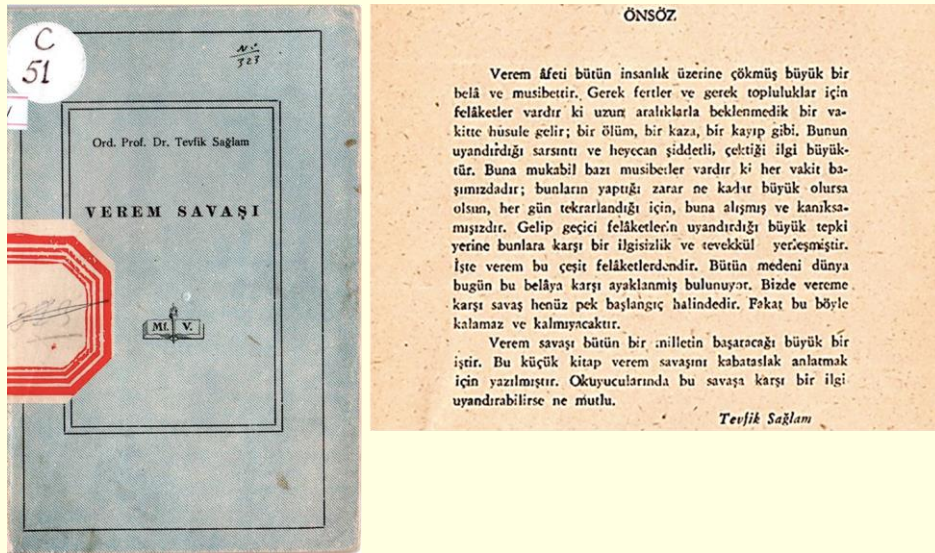 C
51
No
323
Ord. Prof. Dr. Tevfik Sağlam
VEREM SAVAŞI
Mf. V.
ÖNSÖZ
Verem âfeti bütün insanlık üzerine çökmüş büyük bir
belâ ve musibettir. Gerek fertler ve gerek topluluklar için
felâketler vardır ki uzun aralıklarla beklenmedik bir va-
kitte husule gelir; bir ölüm, bir kaza, bir kayıp gibi. Bunun
uyandırdığı sarsıntı ve heyecan şiddetli, çektiği ilgi büyük-
tür. Buna mukabil bazı musibetler vardır ki her vakit ba-
şımızdadır; bunların yaptığı zarar ne kadar büyük olursa
olsun, her gün tekrarlandığı için, buna alışmış ve kanıksa-
mışızdır. Gelip geçici felâketlerin uyandırdığı büyük tepki
yerine bunlara karşı bir ilgisizlik ve tevekkül yerleşmiştir.
İşte verem bu çeşit felâketlerdendir. Bütün medeni dünya
bugün bu belâya karşı ayaklanmış bulunuyor. Bizde vereme
karşı savaş henüz pek başlangıç halindedir. Fakat bu böyle
kalamaz ve kalmıyacaktır.
Verem savaşı bütün bir milletin başaracağı büyük bir
iştir. Bu küçük kitap verem savaşını kabataslak anlatmak
için yazılmıştır. Okuyucularında bu savaşa karşı bir ilgi
uyandırabilirse ne mutlu.
Tevfik Sağlam